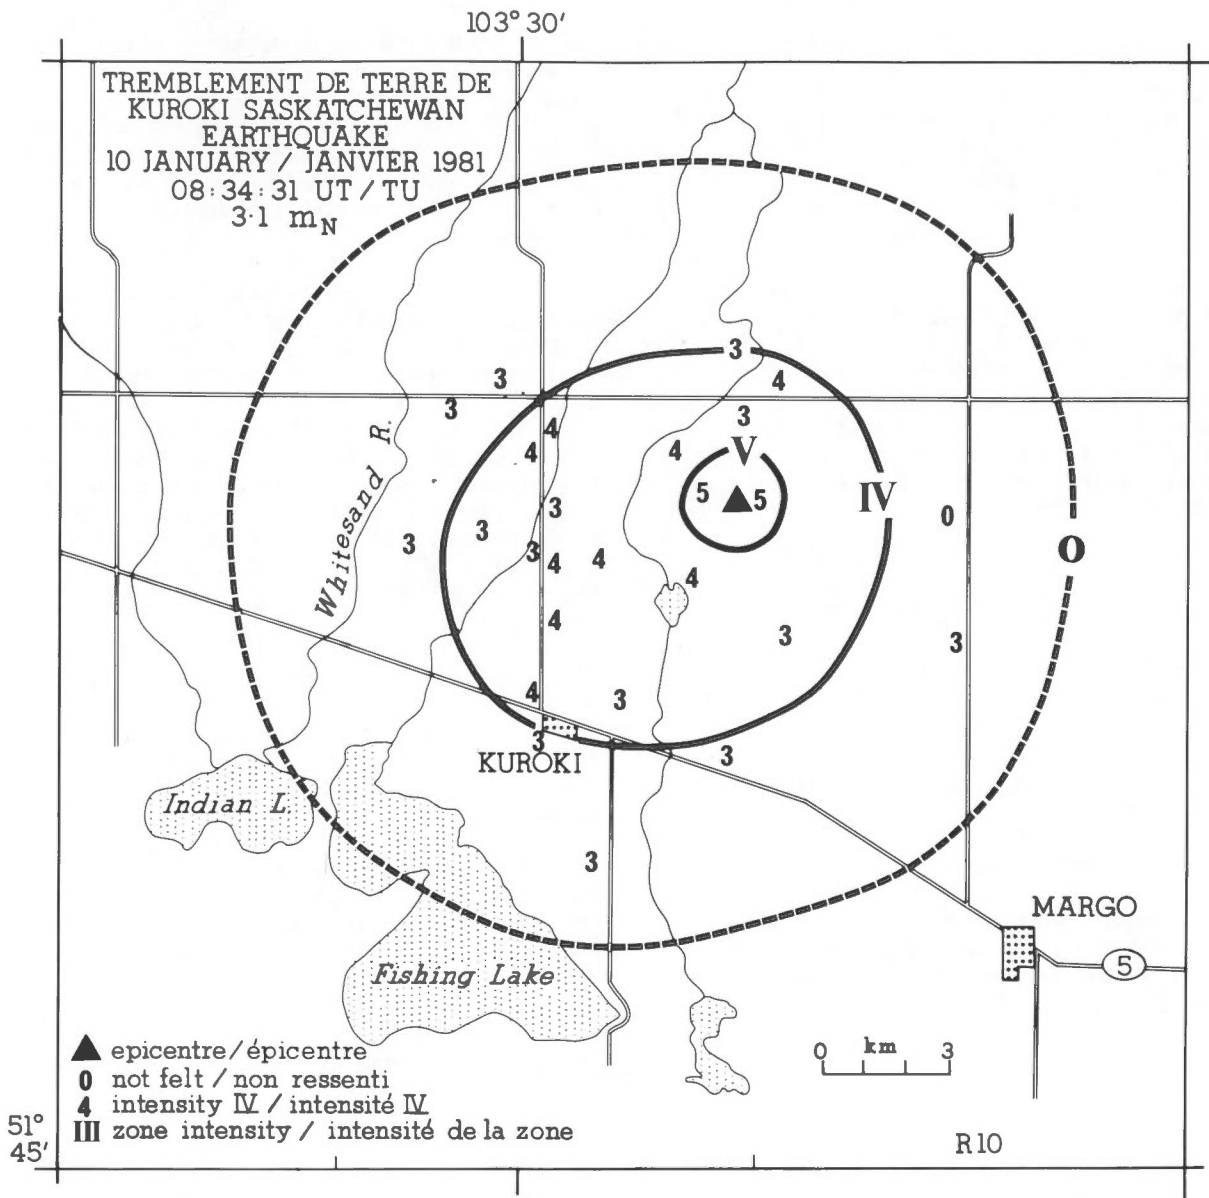 103° 30′
TREMBLEMENT DE TERRE DE
KUROKI SASKATCHEWAN
EARTHQUAKE
10 JANUARY / JANVIER 1981
08:34:31 UT / TU
3·1 mN
3
3
4
3
3
4
4
4
V
5
5
IV
3
0
3
3
3
4
4
4
O
Whitesand R.
4
3
3
4
3
3
3
KUROKI
Indian L.
3
MARGO
Fishing Lake
5
epicentre / épicentre
0 km 3
0 not felt / non ressenti
4 intensity IV / intensité IV
III zone intensity / intensité de la zone
51°
45′
R10